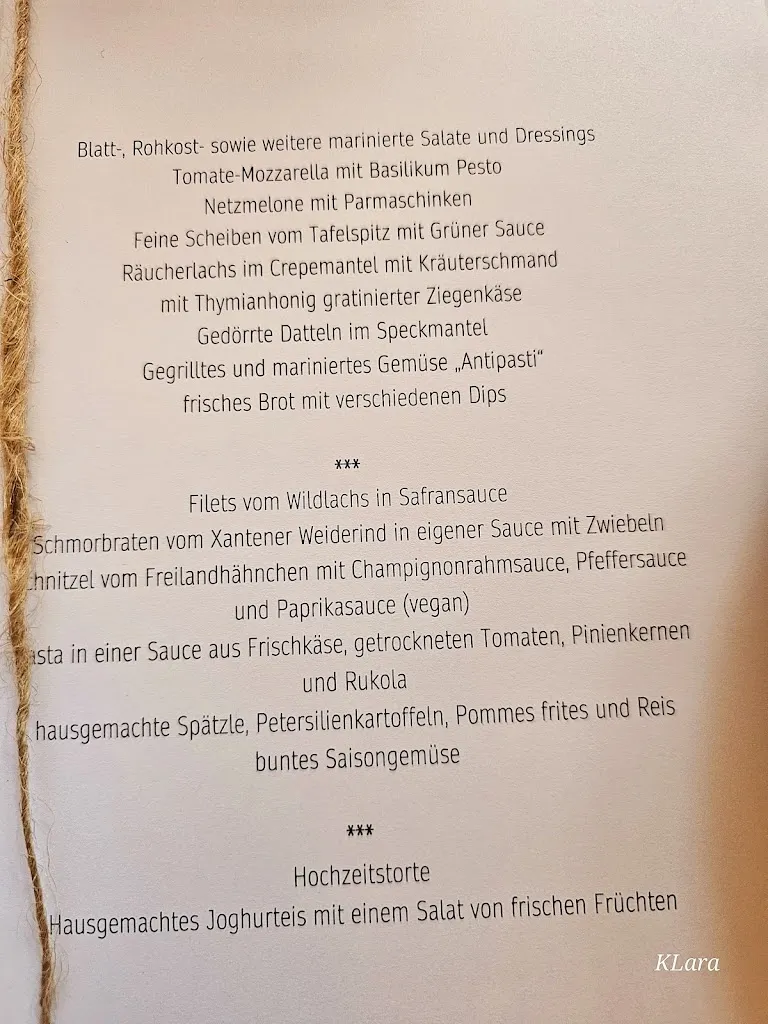 Blatt-, Rohkost- sowie weitere marinierte Salate und Dressings
Tomate-Mozzarella mit Basilikum Pesto
Netzmelone mit Parmaschinken
Feine Scheiben vom Tafelspitz mit Grüner Sauce
Räucherlachs im Crepemantel mit Kräuterschmand
mit Thymianhonig gratinierter Ziegenkäse
Gedörrte Datteln im Speckmantel
Gegrilltes und mariniertes Gemüse „Antipasti“
frisches Brot mit verschiedenen Dips
***
Filets vom Wildlachs in Safransauce
Schmorbraten vom Xantener Weiderind in eigener Sauce mit Zwiebeln
chnitzel vom Freilandhähnchen mit Champignonrahmsauce, Pfeffersauce
und Paprikasauce (vegan)
asta in einer Sauce aus Frischkäse, getrockneten Tomaten, Pinienkernen
und Rukola
hausgemachte Spätzle, Petersilienkartoffeln, Pommes frites und Reis
buntes Saisongemüse
***
Hochzeitstorte
Hausgemachtes Joghurteis mit einem Salat von frischen Früchten
KLara